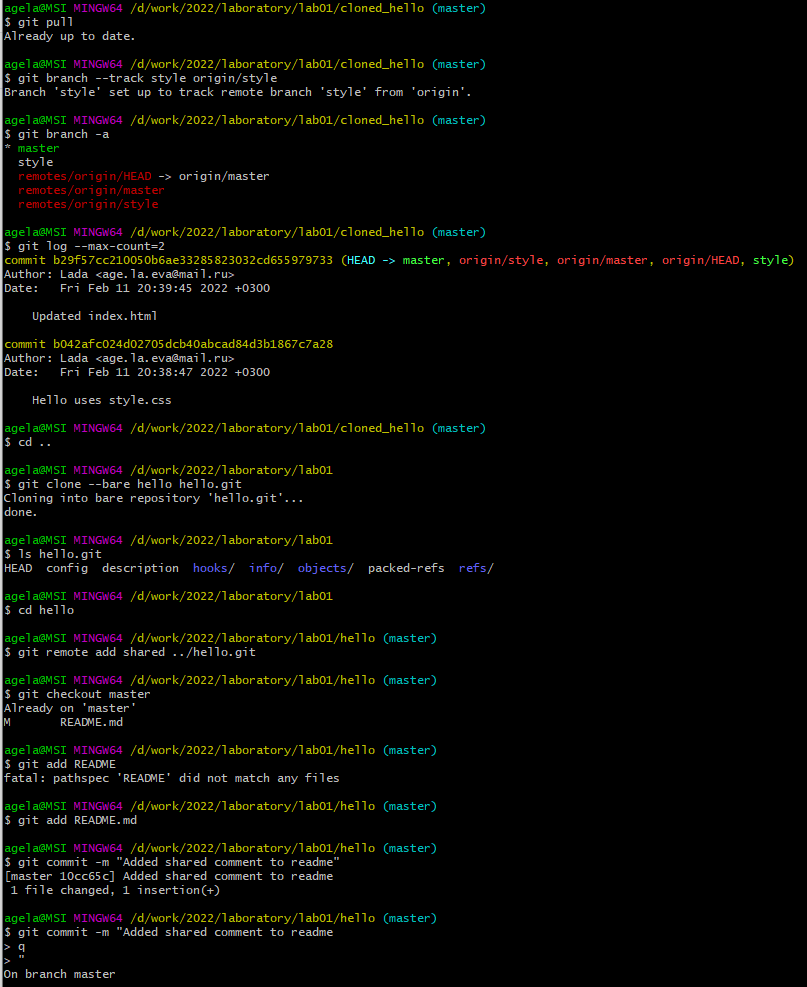 agela@MSI MINGW64 /d/work/2022/laboratory/lab01/cloned_hello (master)
$ git pull
Already up to date.
agela@MSI MINGW64 /d/work/2022/laboratory/lab01/cloned_hello (master)
$ git branch --track style origin/style
Branch 'style' set up to track remote branch 'style' from 'origin'.
agela@MSI MINGW64 /d/work/2022/laboratory/lab01/cloned_hello (master)
$ git branch -a
* master
  style
  remotes/origin/HEAD -> origin/master
  remotes/origin/master
  remotes/origin/style
agela@MSI MINGW64 /d/work/2022/laboratory/lab01/cloned_hello (master)
$ git log --max-count=2
commit b29f57cc210050b6ae33285823032cd655979733 (HEAD -> master, origin/style, origin/master, origin/HEAD, style)
Author: Lada <age.la.eva@mail.ru>
Date:   Fri Feb 11 20:39:45 2022 +0300
    Updated index.html
commit b042afc024d02705dcb40abcad84d3b1867c7a28
Author: Lada <age.la.eva@mail.ru>
Date:   Fri Feb 11 20:38:47 2022 +0300
    Hello uses style.css
agela@MSI MINGW64 /d/work/2022/laboratory/lab01/cloned_hello (master)
$ cd ..
agela@MSI MINGW64 /d/work/2022/laboratory/lab01
$ git clone --bare hello hello.git
Cloning into bare repository 'hello.git'...
done.
agela@MSI MINGW64 /d/work/2022/laboratory/lab01
$ ls hello.git
HEAD  config  description  hooks/  info/  objects/  packed-refs  refs/
agela@MSI MINGW64 /d/work/2022/laboratory/lab01
$ cd hello
agela@MSI MINGW64 /d/work/2022/laboratory/lab01/hello (master)
$ git remote add shared ../hello.git
agela@MSI MINGW64 /d/work/2022/laboratory/lab01/hello (master)
$ git checkout master
Already on 'master'
M       README.md
agela@MSI MINGW64 /d/work/2022/laboratory/lab01/hello (master)
$ git add README
fatal: pathspec 'README' did not match any files
agela@MSI MINGW64 /d/work/2022/laboratory/lab01/hello (master)
$ git add README.md
agela@MSI MINGW64 /d/work/2022/laboratory/lab01/hello (master)
$ git commit -m "Added shared comment to readme"
[master 10cc65c] Added shared comment to readme
 1 file changed, 1 insertion(+)
agela@MSI MINGW64 /d/work/2022/laboratory/lab01/hello (master)
$ git commit -m "Added shared comment to readme
> q
> "
On branch master